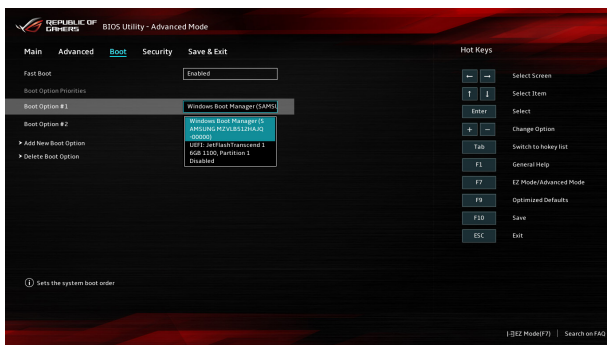 REPUBLIC OF
GAMERS
BIOS Utility - Advanced Mode
Main Advanced Boot Security Save & Exit
Hot Keys
Fast Boot Enabled
Boot Option Priorities
Boot Option #1 Windows Boot Manager (SAMSU
Boot Option #2
Windows Boot Manager (S
AMSUNG MZVLB512HAJQ
-00000)
UEFI: JetFlashTranscend 1
6GB 1100, Partition 1
Disabled
> Add New Boot Option
> Delete Boot Option
← → Select Screen
↑ ↓ Select Item
Enter Select
+ − Change Option
Tab Switch to hokey list
F1 General Help
F7 EZ Mode/Advanced Mode
F9 Optimized Defaults
F10 Save
ESC Exit
i Sets the system boot order
EZ Mode(F7) | Search on FAQ